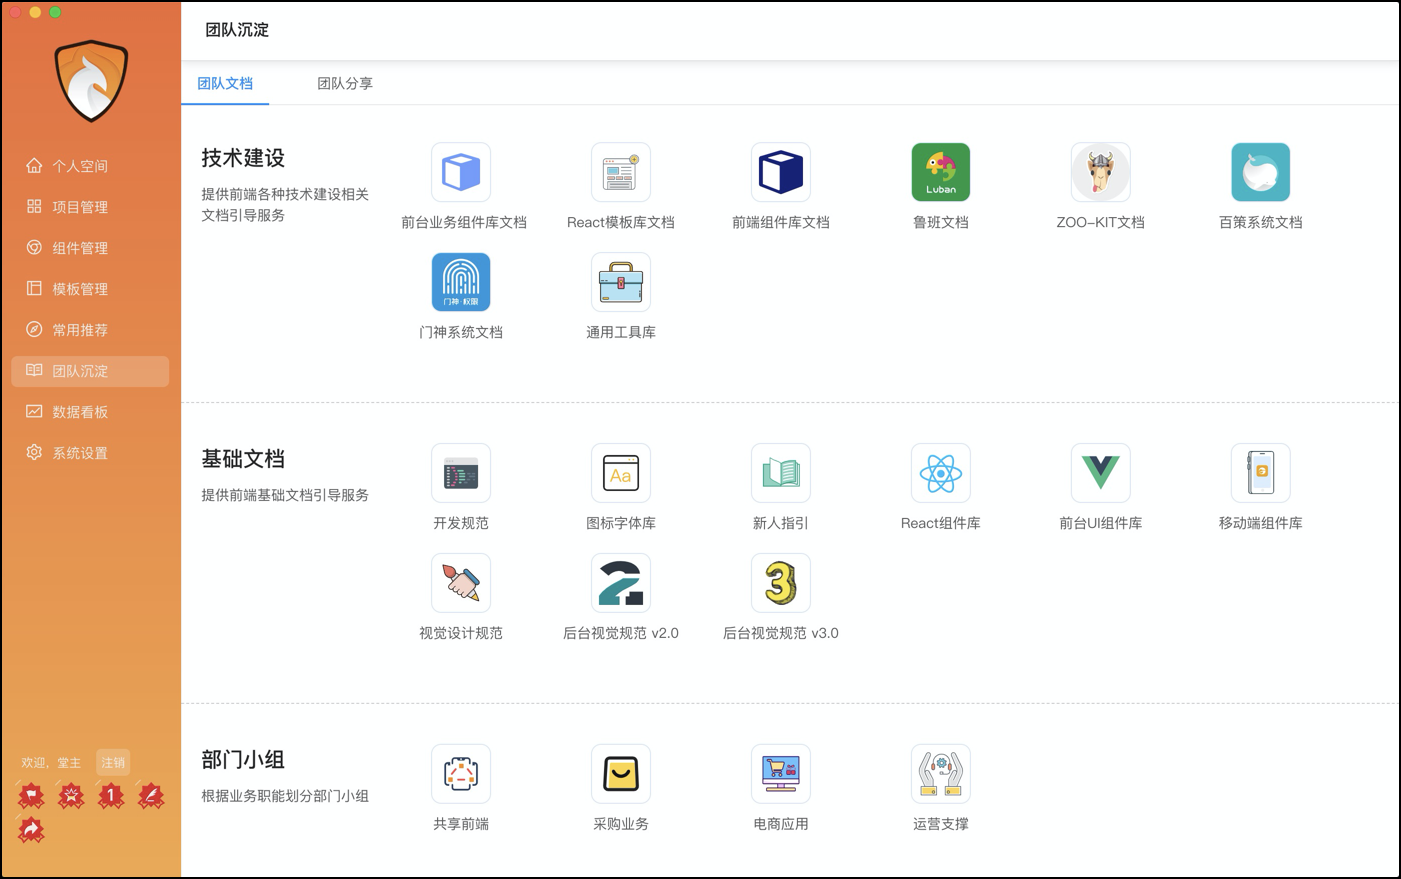 团队沉淀
团队文档
团队分享
个人空间
项目管理
组件管理
模板管理
常用推荐
团队沉淀
数据看板
系统设置
欢迎，堂主
注销
1
技术建设
提供前端各种技术建设相关
文档引导服务
前台业务组件库文档
React模板库文档
前端组件库文档
Luban
鲁班文档
ZOO-KIT文档
百策系统文档
门神·权限
门神系统文档
通用工具库
基础文档
提供前端基础文档引导服务
开发规范
Aa
图标字体库
新人指引
React组件库
前台UI组件库
3
移动端组件库
视觉设计规范
2
后台视觉规范 v2.0
3
后台视觉规范 v3.0
部门小组
根据业务职能划分部门小组
共享前端
采购业务
电商应用
运营支撑